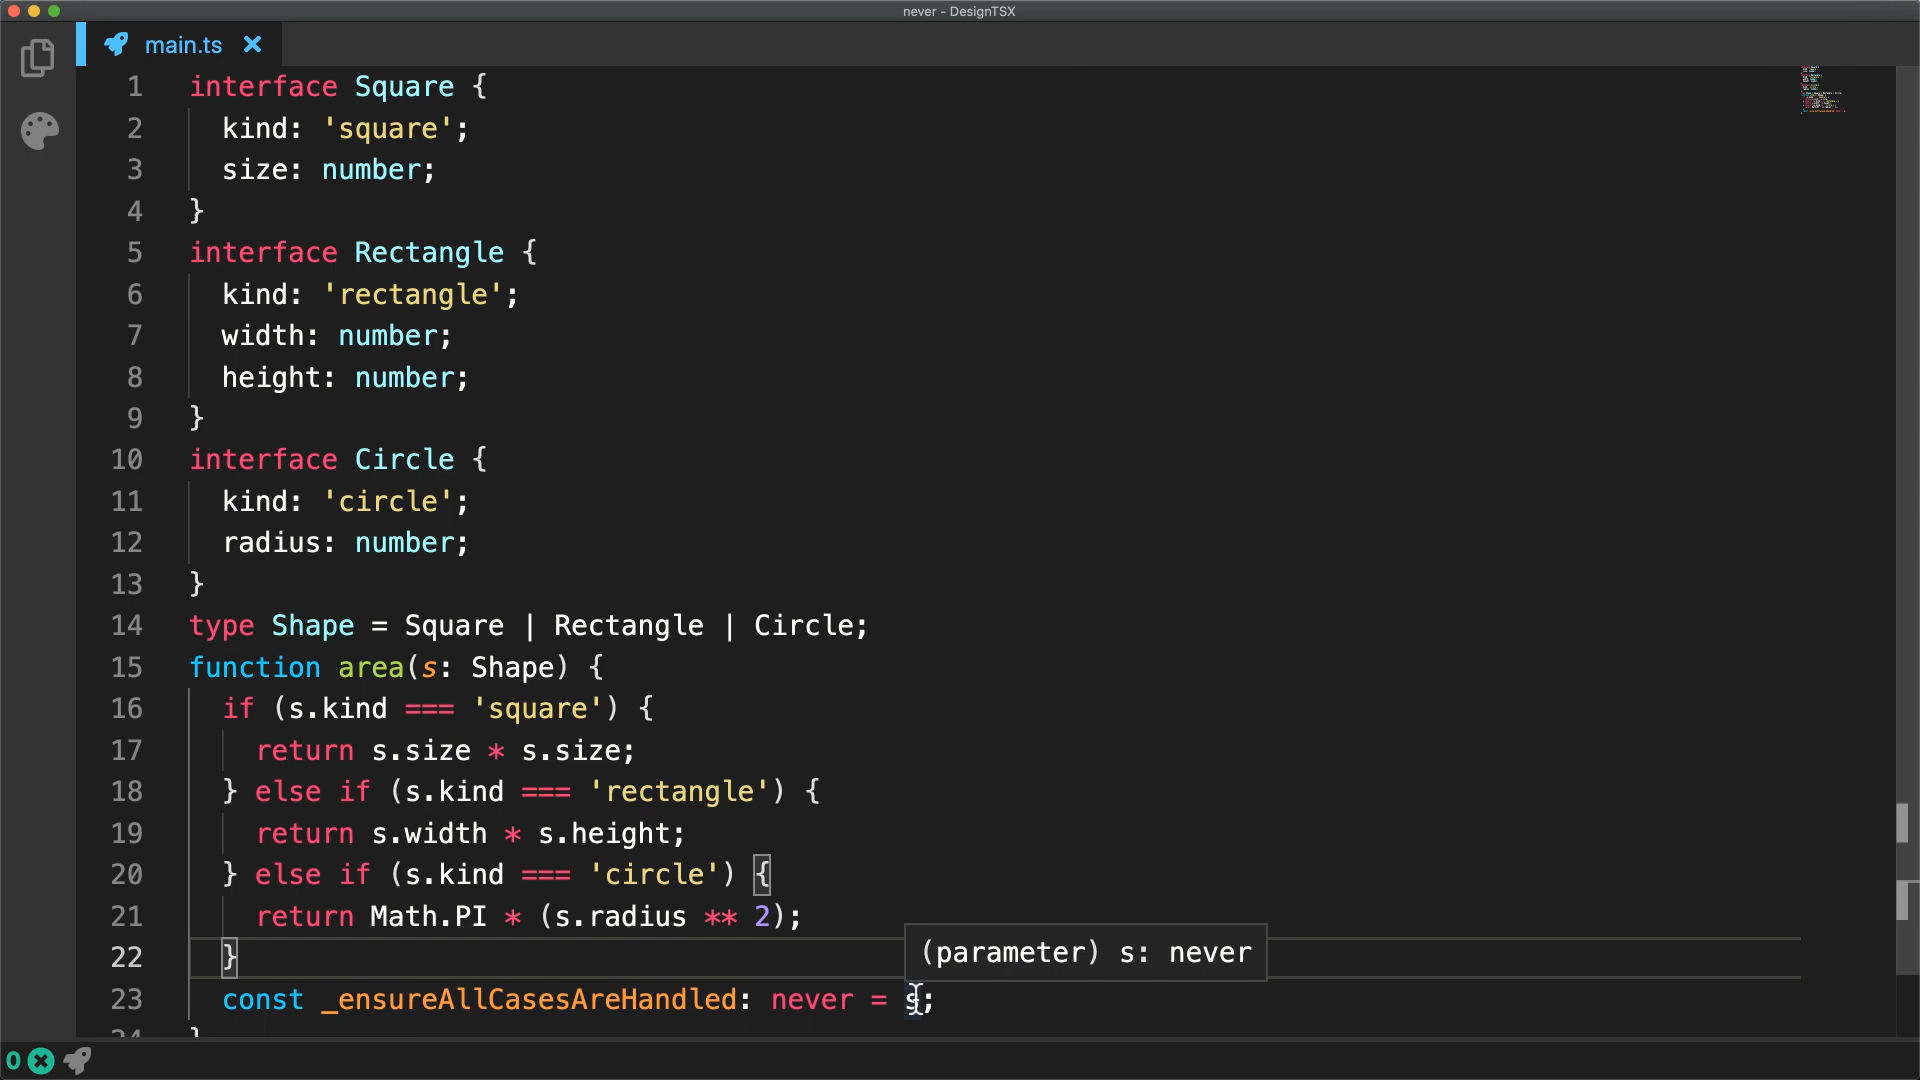 never - DesignTSX
main.ts
1 interface Square {
2 kind: 'square';
3 size: number;
4 }
5 interface Rectangle {
6 kind: 'rectangle';
7 width: number;
8 height: number;
9 }
10 interface Circle {
11 kind: 'circle';
12 radius: number;
13 }
14 type Shape = Square | Rectangle | Circle;
15 function area(s: Shape) {
16 if (s.kind === 'square') {
17 return s.size * s.size;
18 } else if (s.kind === 'rectangle') {
19 return s.width * s.height;
20 } else if (s.kind === 'circle') {
21 return Math.PI * (s.radius ** 2);
22 }
(parameter) s: never
23 const _ensureAllCasesAreHandled: never = s;
24 }
0